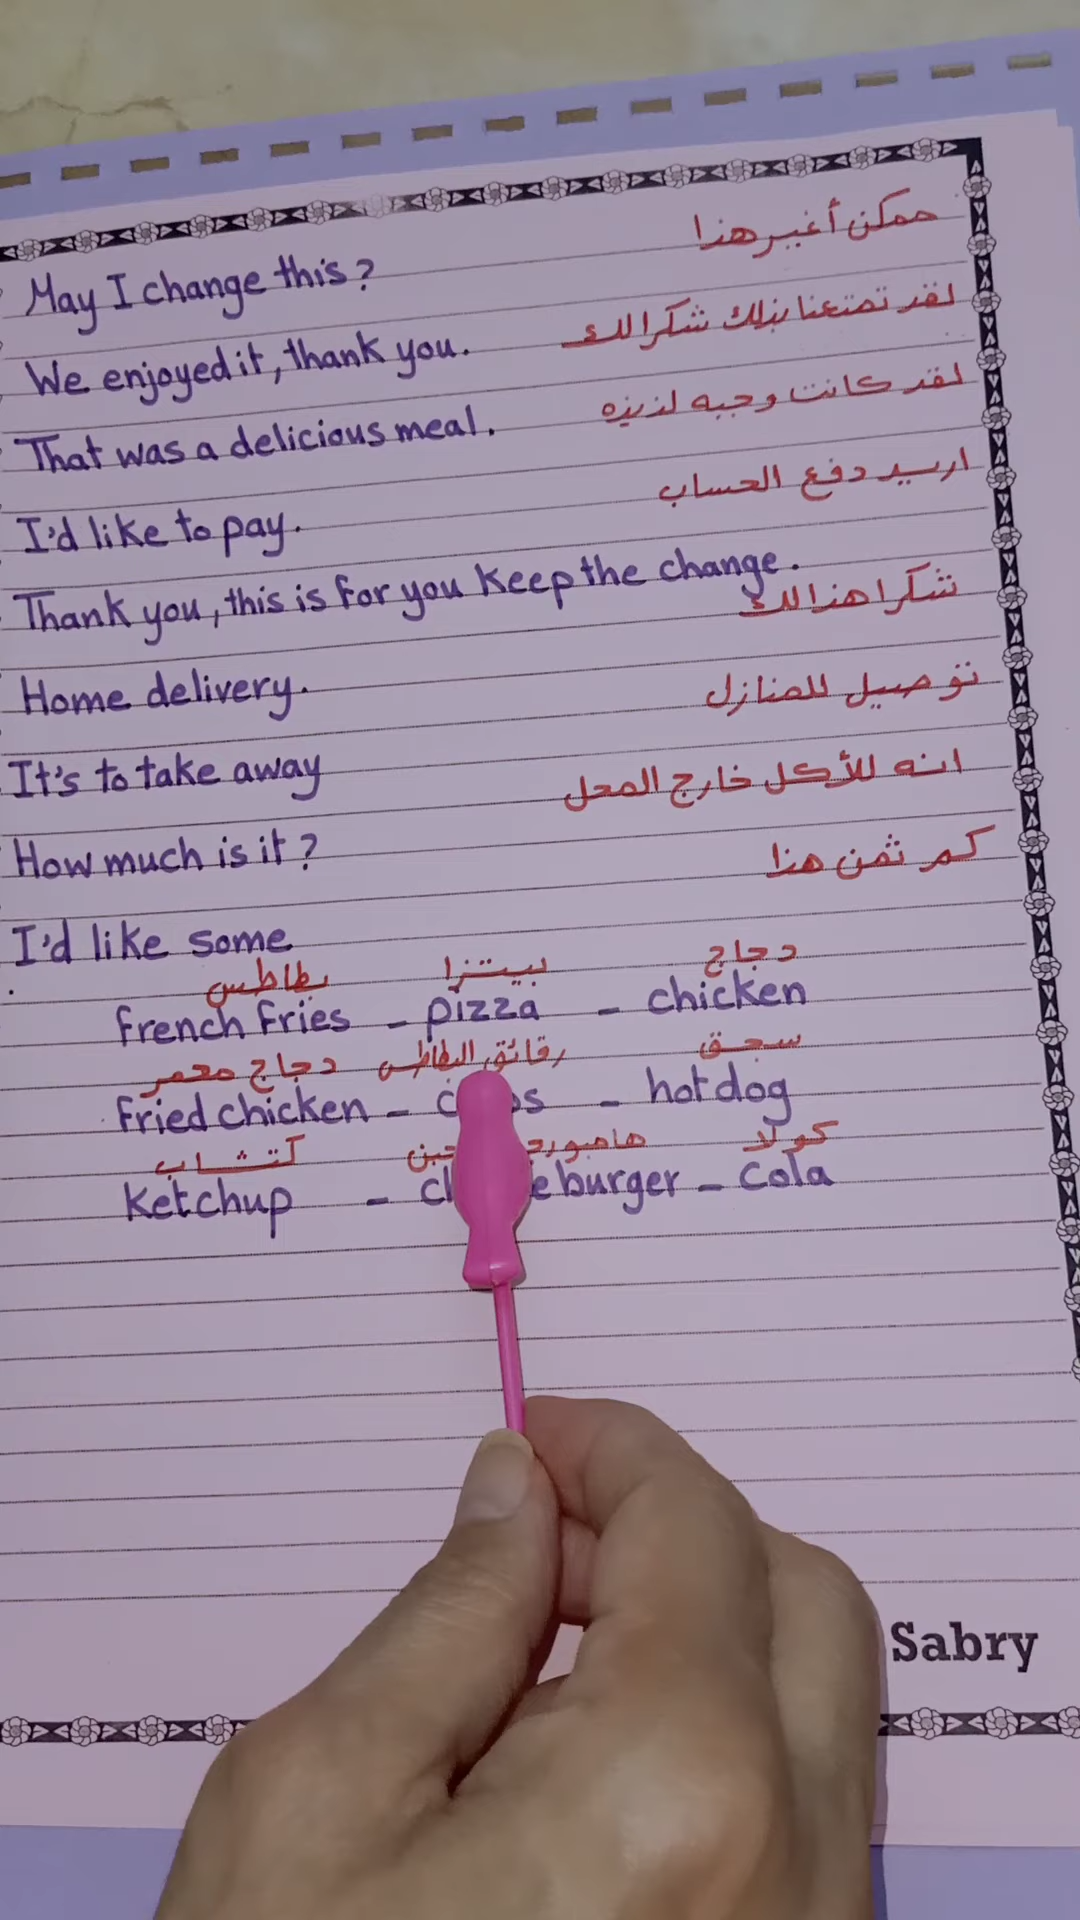 May I change this? ممكن أغير هذا
We enjoyed it, thank you. لقد تمتعنا بذلك شكرا لك
That was a delicious meal. لقد كانت وجبه لذيذه
I'd like to pay. اريد دفع الحساب
Thank you, this is for you keep the change.
شكرا هذا لك
Home delivery. توصيل للمنازل
It's to take away انه للأكل خارج المحل
How much is it? كم ثمن هذا
I'd like some
بطاطس بيتزا دجاج
french fries - pizza - chicken
دجاج محمر رقائق البطاطس سجق
fried chicken - - hot dog
كتشاب كولا
ketchup - burger - cola
Sabry